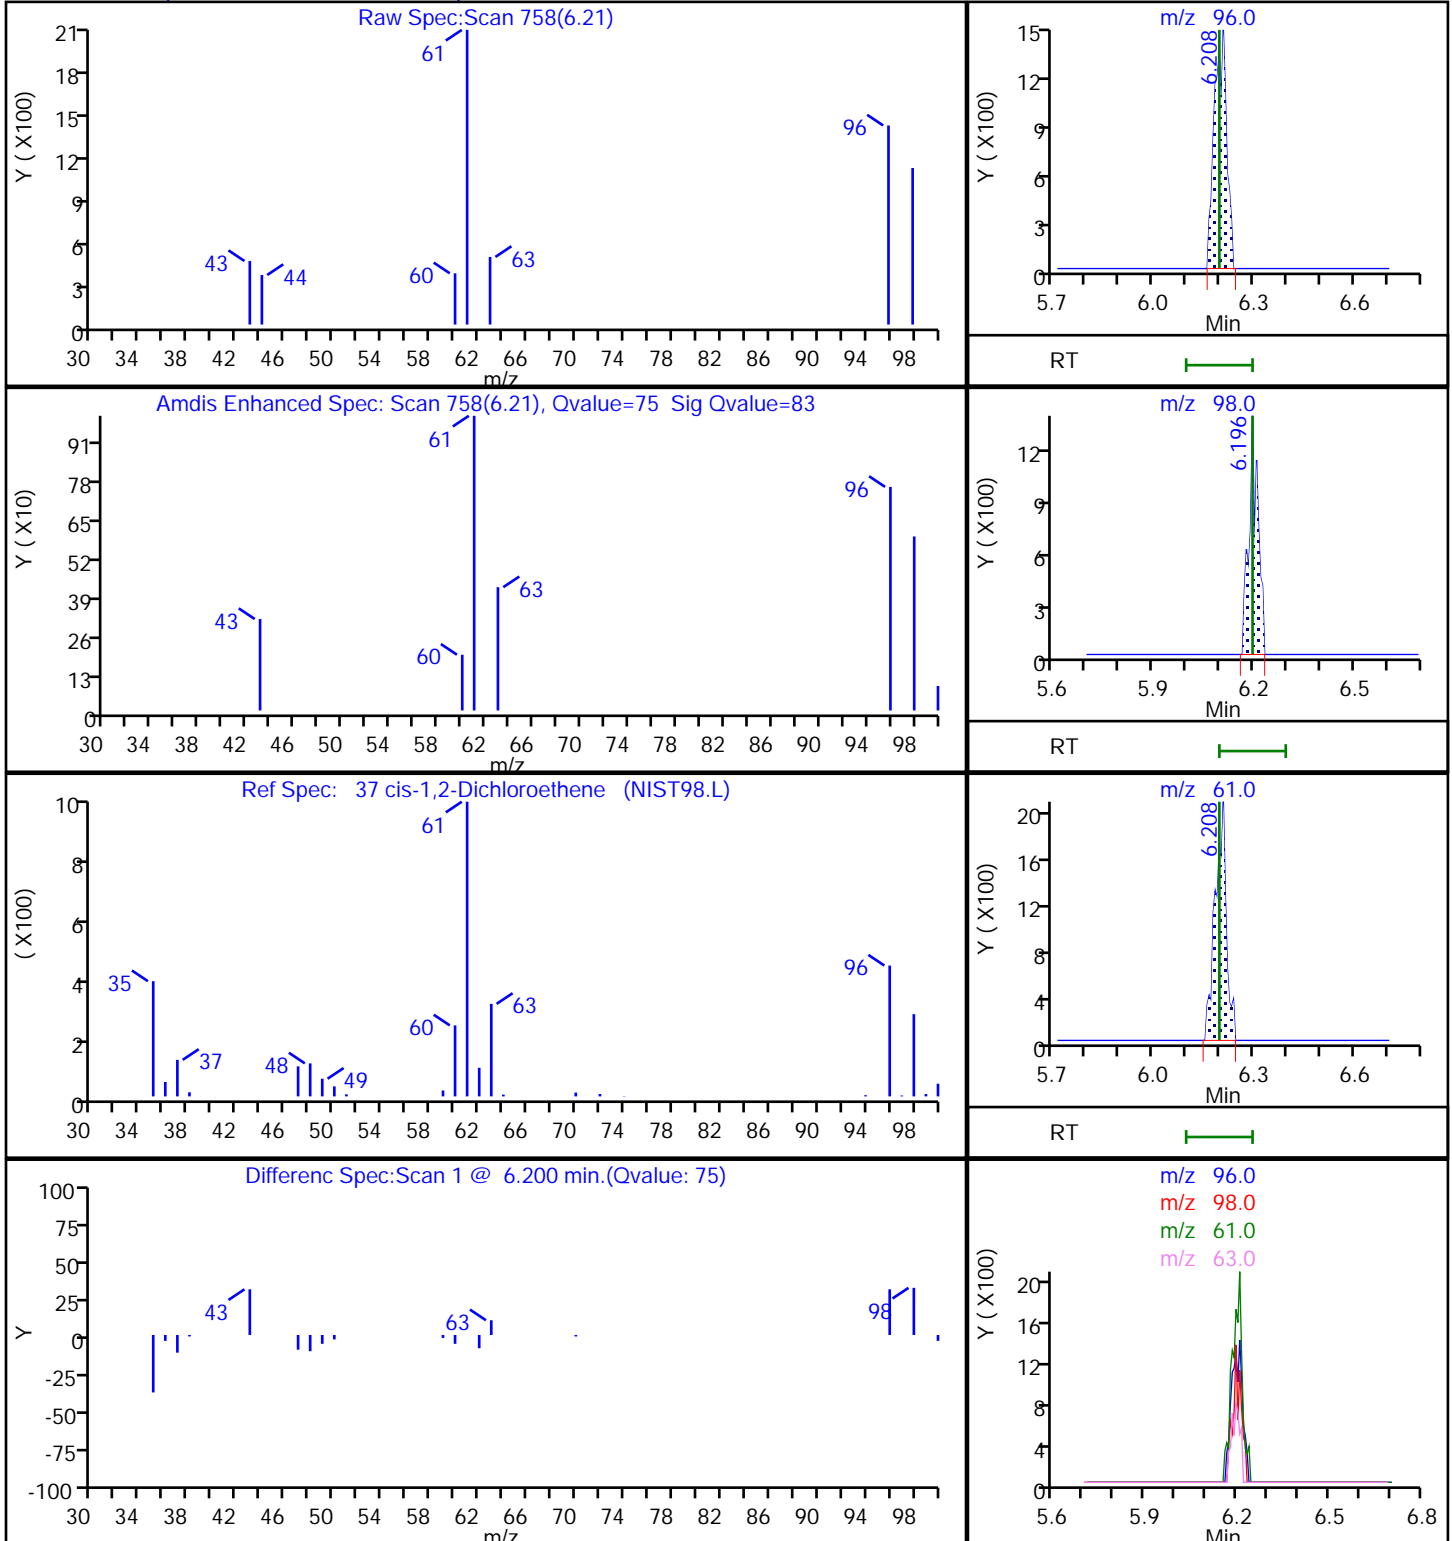 Raw Spec:Scan 758(6.21)
21
18
15
12
9
6
3
0
Y ( X100)
61
96
43
44
60
63
30 34 38 42 46 50 54 58 62 66 70 74 78 82 86 90 94 98
m/z
m/z 96.0
15
12
9
6
3
0
Y ( X100)
6.208
5.7 6.0 6.3 6.6
Min
RT
Amdis Enhanced Spec: Scan 758(6.21), Qvalue=75 Sig Qvalue=83
91
78
65
52
39
26
13
0
Y ( X10)
61
96
63
43
60
30 34 38 42 46 50 54 58 62 66 70 74 78 82 86 90 94 98
m/z
m/z 98.0
12
9
6
3
0
Y ( X100)
6.196
5.6 5.9 6.2 6.5
Min
RT
Ref Spec: 37 cis-1,2-Dichloroethene (NIST98.L)
10
8
6
4
2
0
( X100)
61
96
35
63
60
37
48
49
30 34 38 42 46 50 54 58 62 66 70 74 78 82 86 90 94 98
m/z 61.0
20
16
12
8
4
0
Y ( X100)
6.208
5.7 6.0 6.3 6.6
Min
RT
Differenc Spec:Scan 1 @ 6.200 min.(Qvalue: 75)
100
75
50
25
0
-25
-50
-75
-100
Y
43
63
98
30 34 38 42 46 50 54 58 62 66 70 74 78 82 86 90 94 98
m/z
m/z 96.0
m/z 98.0
m/z 61.0
m/z 63.0
20
16
12
8
4
0
Y ( X100)
5.6 5.9 6.2 6.5 6.8
Min